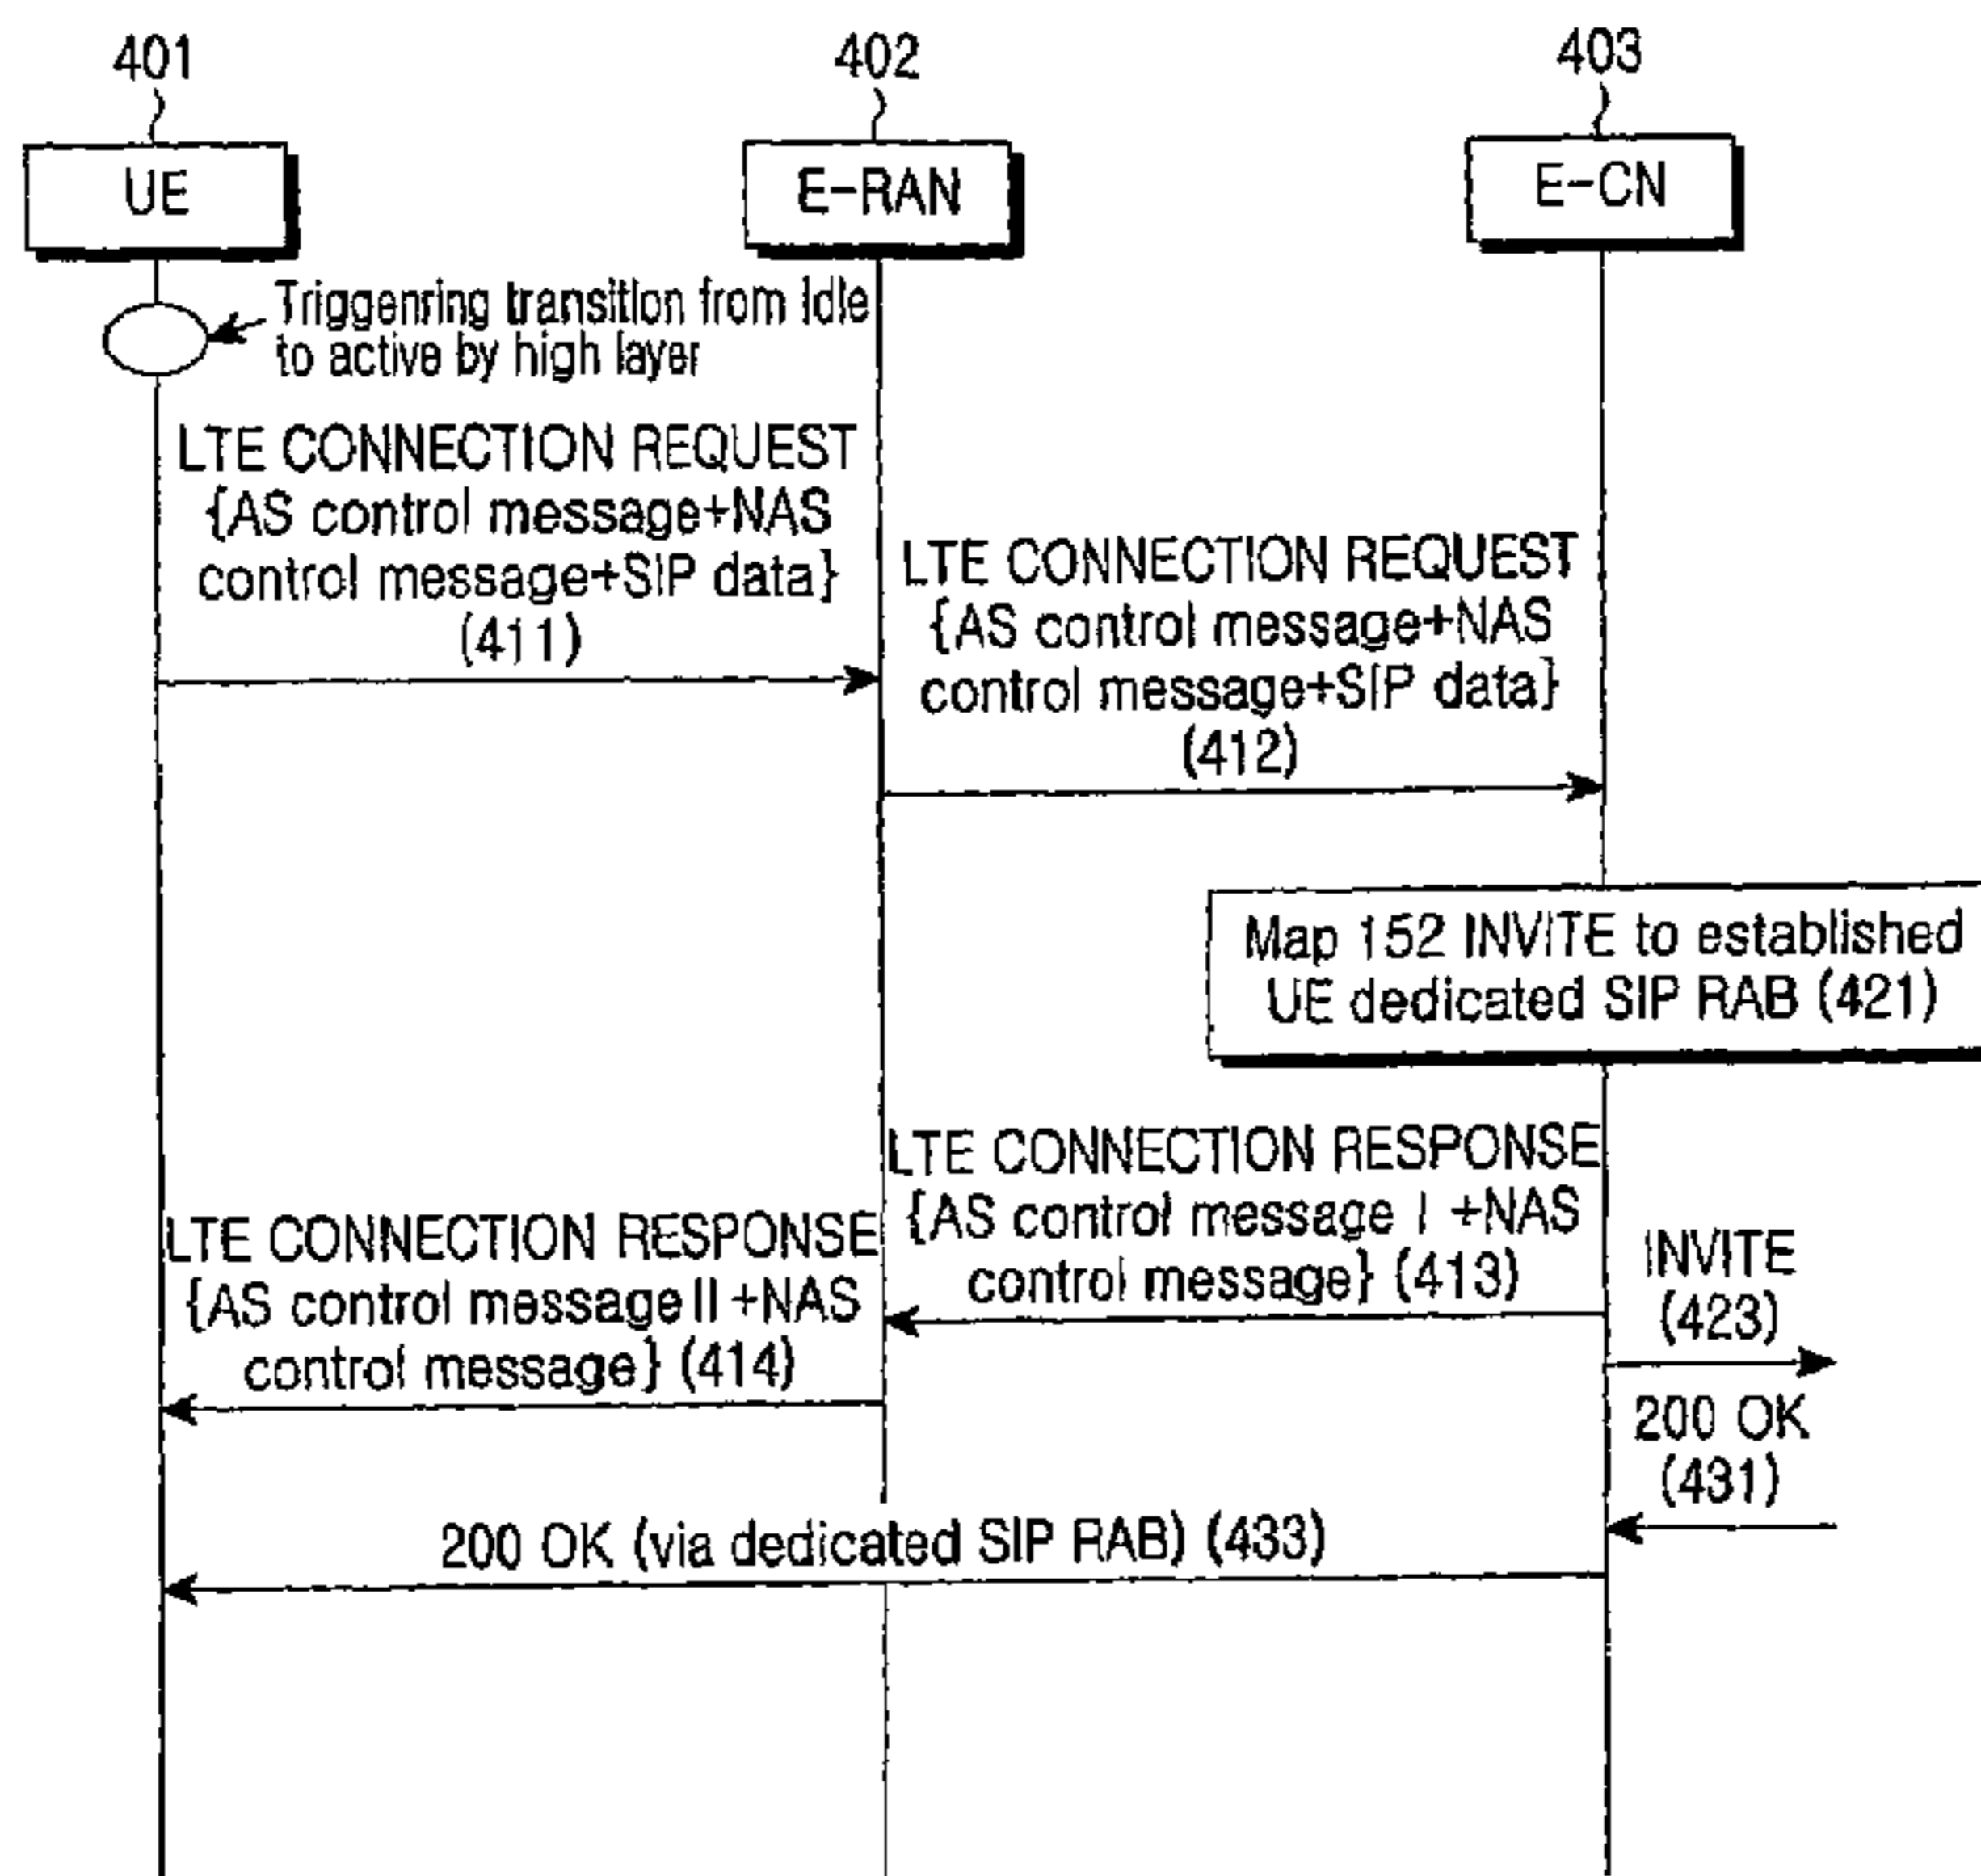 401
402
403
UE
E-RAN
E-CN
Triggenring transition from idle
to active by high layer
LTE CONNECTION REQUEST
{AS control message+NAS
control message+SIP data}
(411)
LTE CONNECTION REQUEST
{AS control message+NAS
control message+SIP data}
(412)
Map 152 INVITE to established
UE dedicated SIP RAB (421)
LTE CONNECTION RESPONSE
{AS control message I +NAS
control message} (413)
LTE CONNECTION RESPONSE
{AS control message II +NAS
control message} (414)
INVITE
(423)
200 OK
(431)
200 OK (via dedicated SIP RAB) (433)